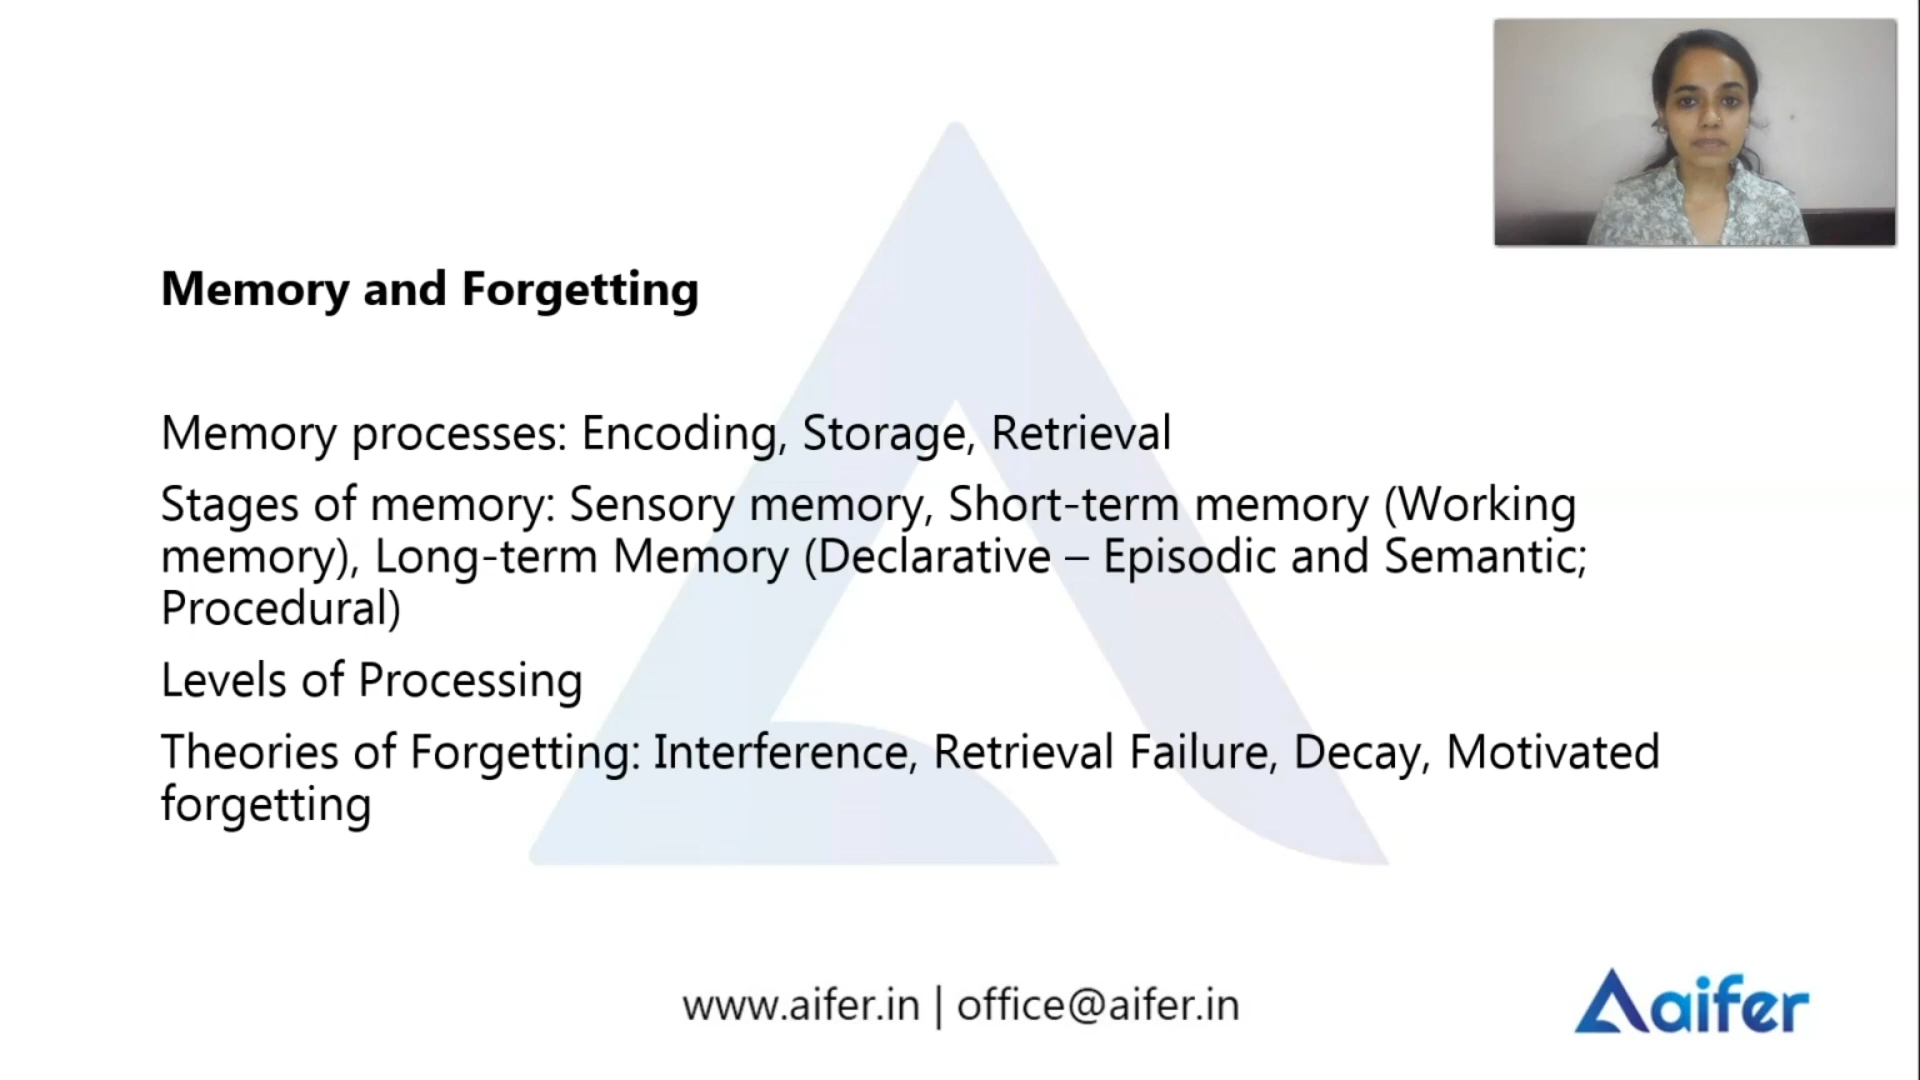 Memory and Forgetting
Memory processes: Encoding, Storage, Retrieval
Stages of memory: Sensory memory, Short-term memory (Working
memory), Long-term Memory (Declarative – Episodic and Semantic;
Procedural)
Levels of Processing
Theories of Forgetting: Interference, Retrieval Failure, Decay, Motivated
forgetting
www.aifer.in | office@aifer.in
aifer